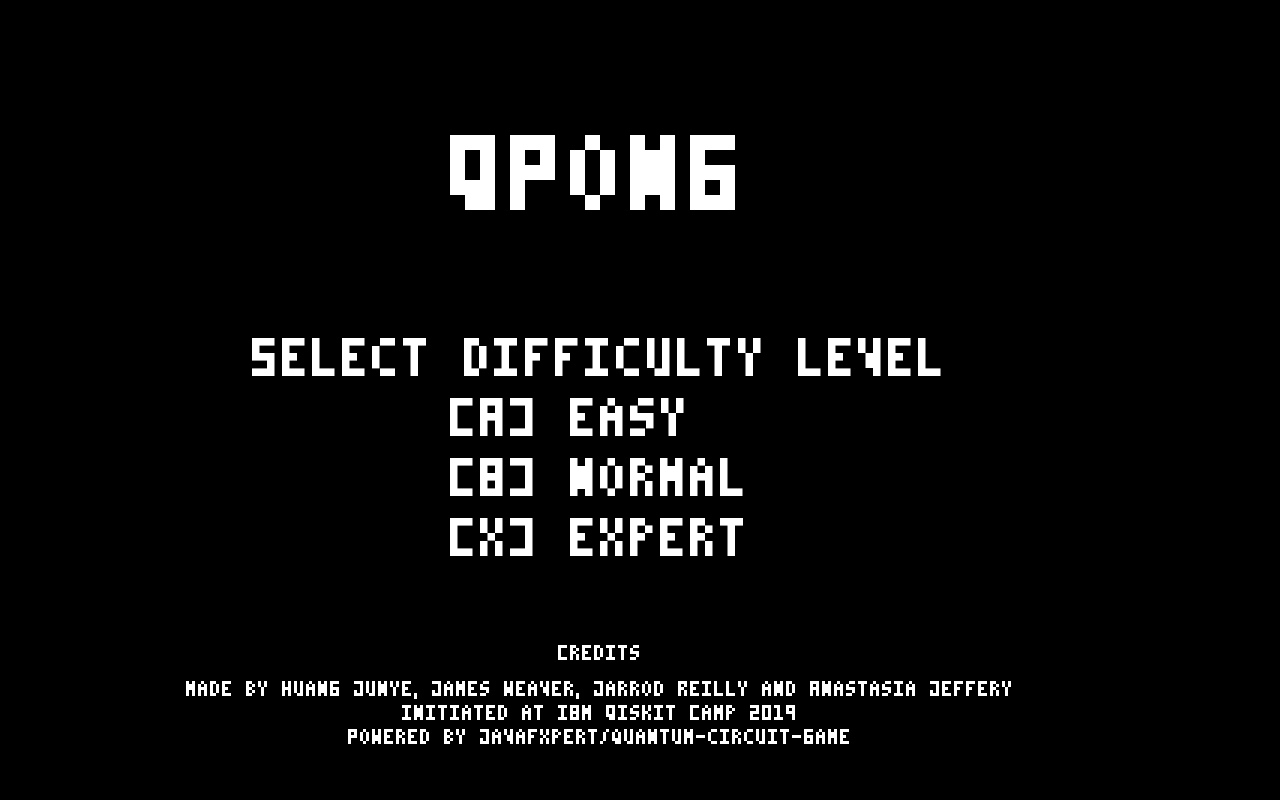 QPONG
SELECT DIFFICULTY LEVEL
[A] EASY
[B] NORMAL
[X] EXPERT
CREDITS
MADE BY HUANG JUNYE, JAMES WEAVER, JARROD REILLY AND ANASTASIA JEFFERY
INITIATED AT IBM QISKIT CAMP 2019
POWERED BY JAVAFXPERT/QUANTUM-CIRCUIT-GAME